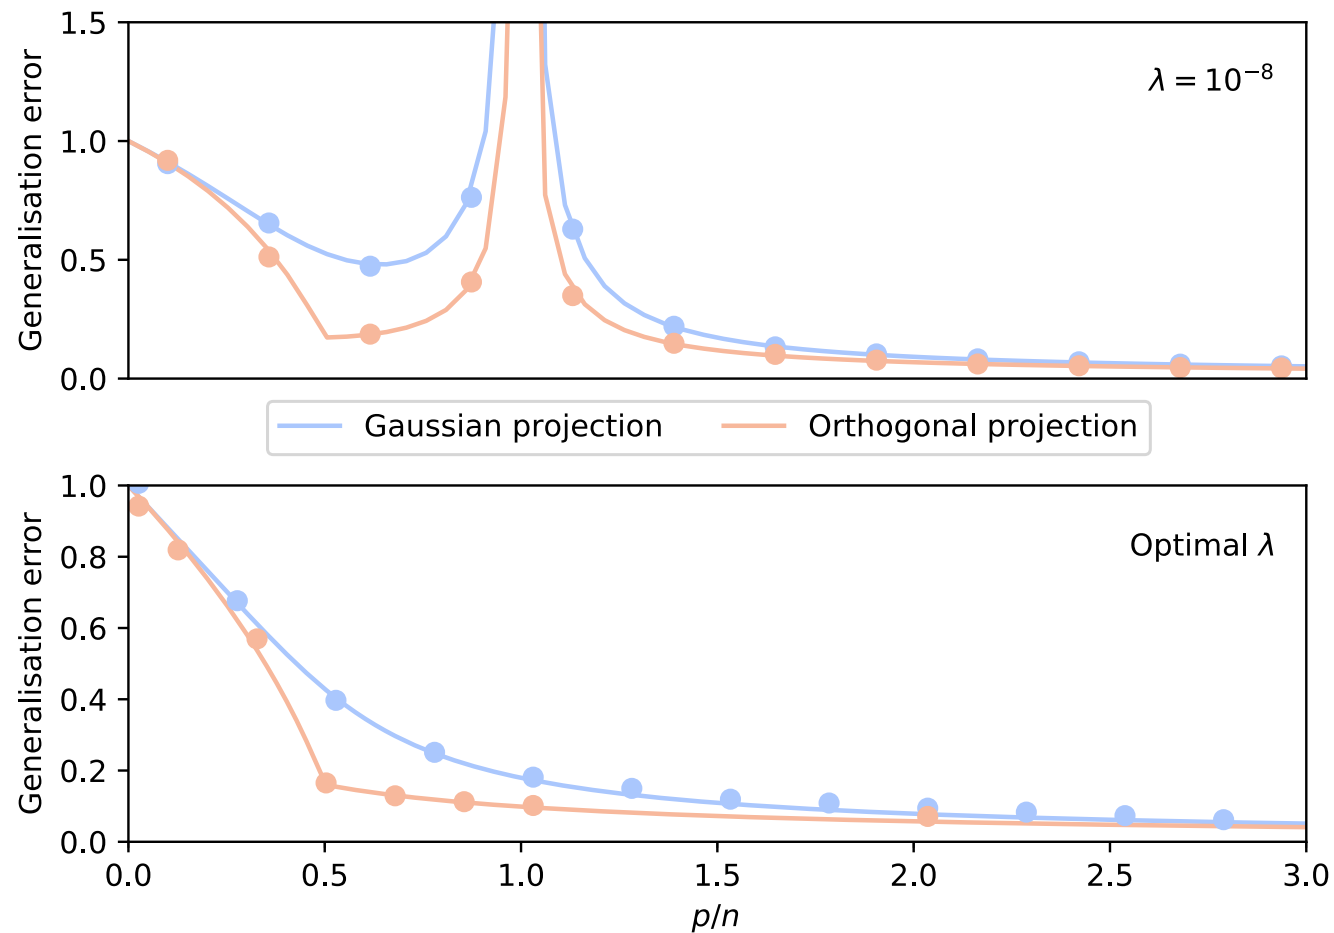 Generalisation error
1.5
1.0
0.5
0.0
λ = 10⁻⁸
Gaussian projection
Orthogonal projection
Generalisation error
1.0
0.8
0.6
0.4
0.2
0.0
Optimal λ
0.0 0.5 1.0 1.5 2.0 2.5 3.0
p/n